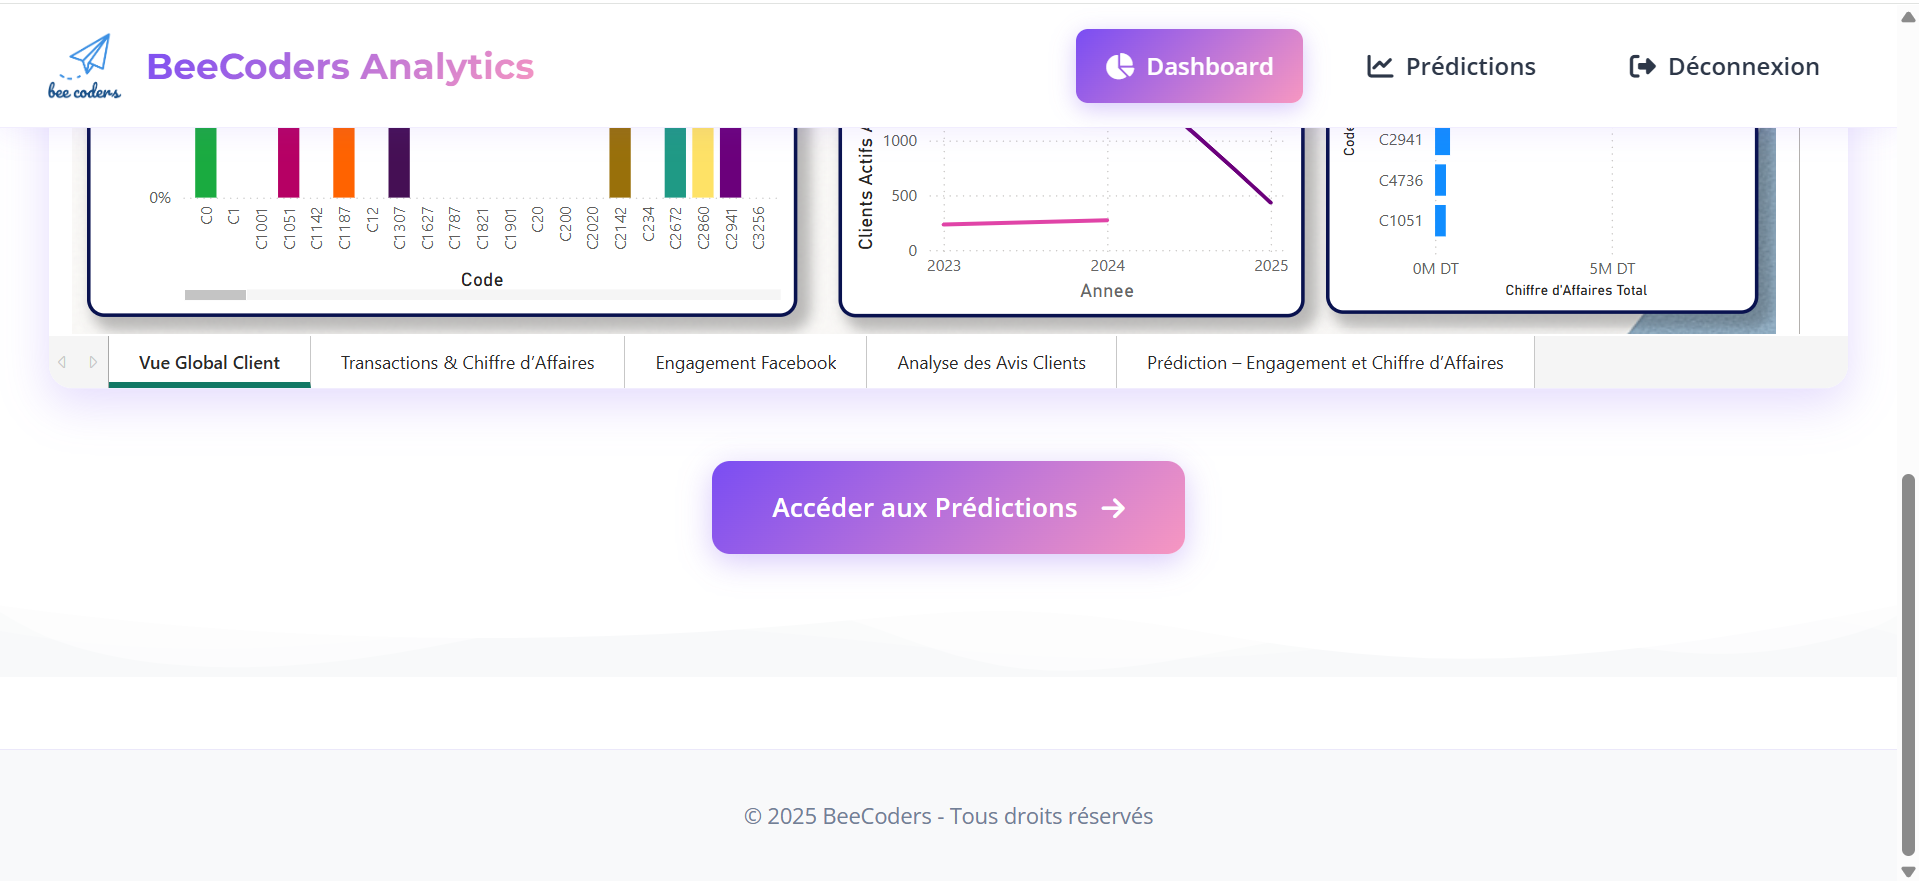 bee coders
BeeCoders Analytics
Dashboard
Prédictions
Déconnexion
0%
C0
C1
C1001
C1051
C1142
C1187
C12
C1307
C1627
C1787
C1821
C1901
C20
C200
C2020
C2142
C234
C2672
C2860
C2941
C3256
Code
Clients Actifs
1000
500
0
2023
2024
2025
Annee
Code
C2941
C4736
C1051
0M DT
5M DT
Chiffre d'Affaires Total
Vue Global Client
Transactions & Chiffre d’Affaires
Engagement Facebook
Analyse des Avis Clients
Prédiction – Engagement et Chiffre d’Affaires
Accéder aux Prédictions
© 2025 BeeCoders - Tous droits réservés